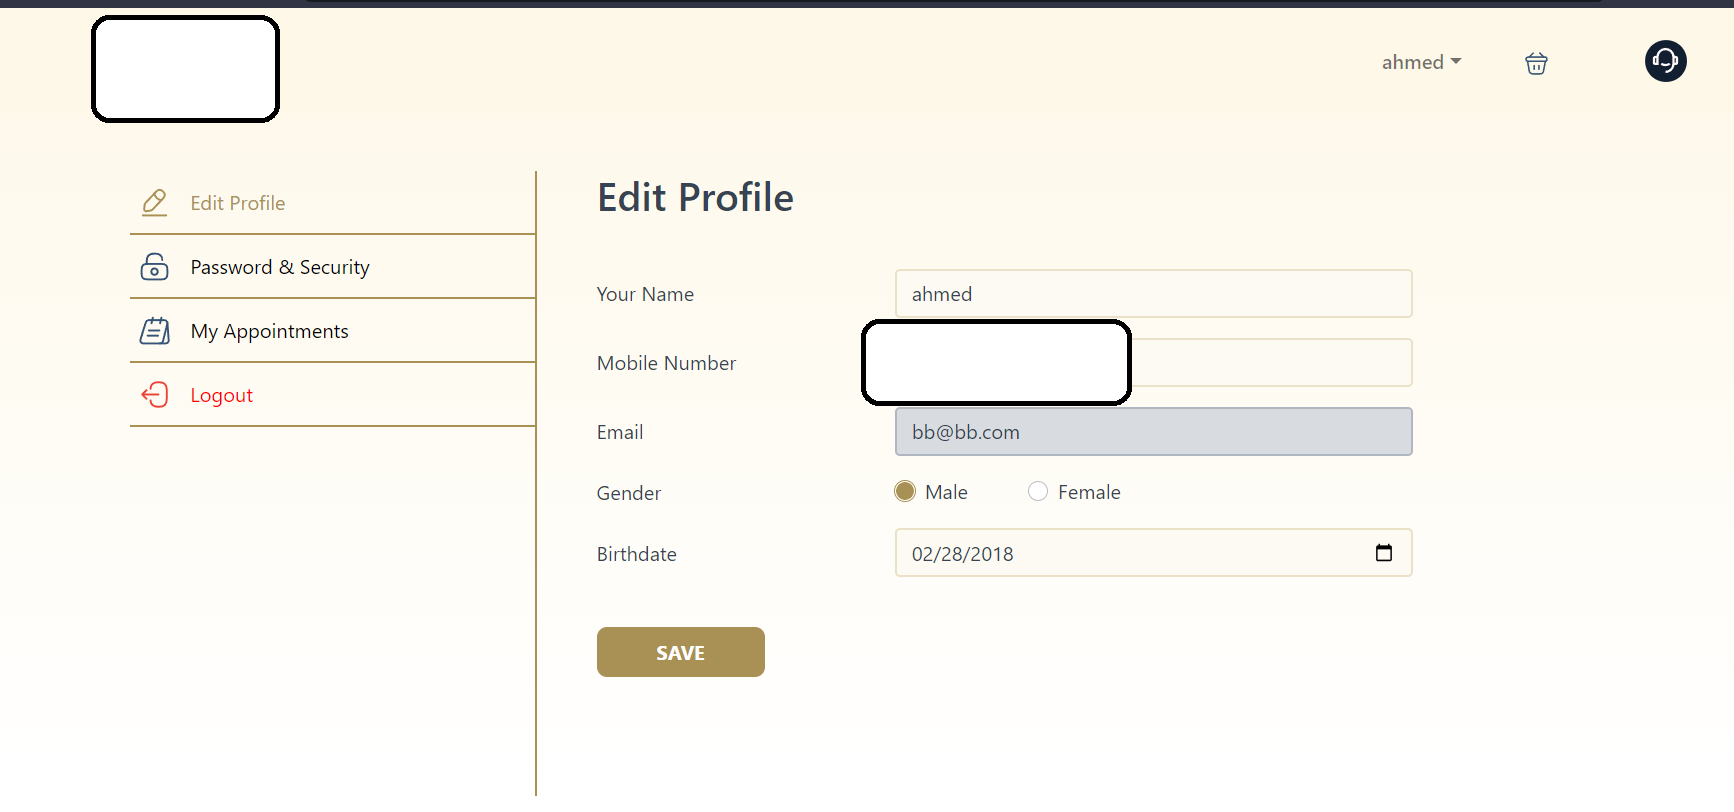 ahmed
Edit Profile
Password & Security
My Appointments
Logout
Edit Profile
Your Name
ahmed
Mobile Number
Email
bb@bb.com
Gender
Male Female
Birthdate
02/28/2018
SAVE